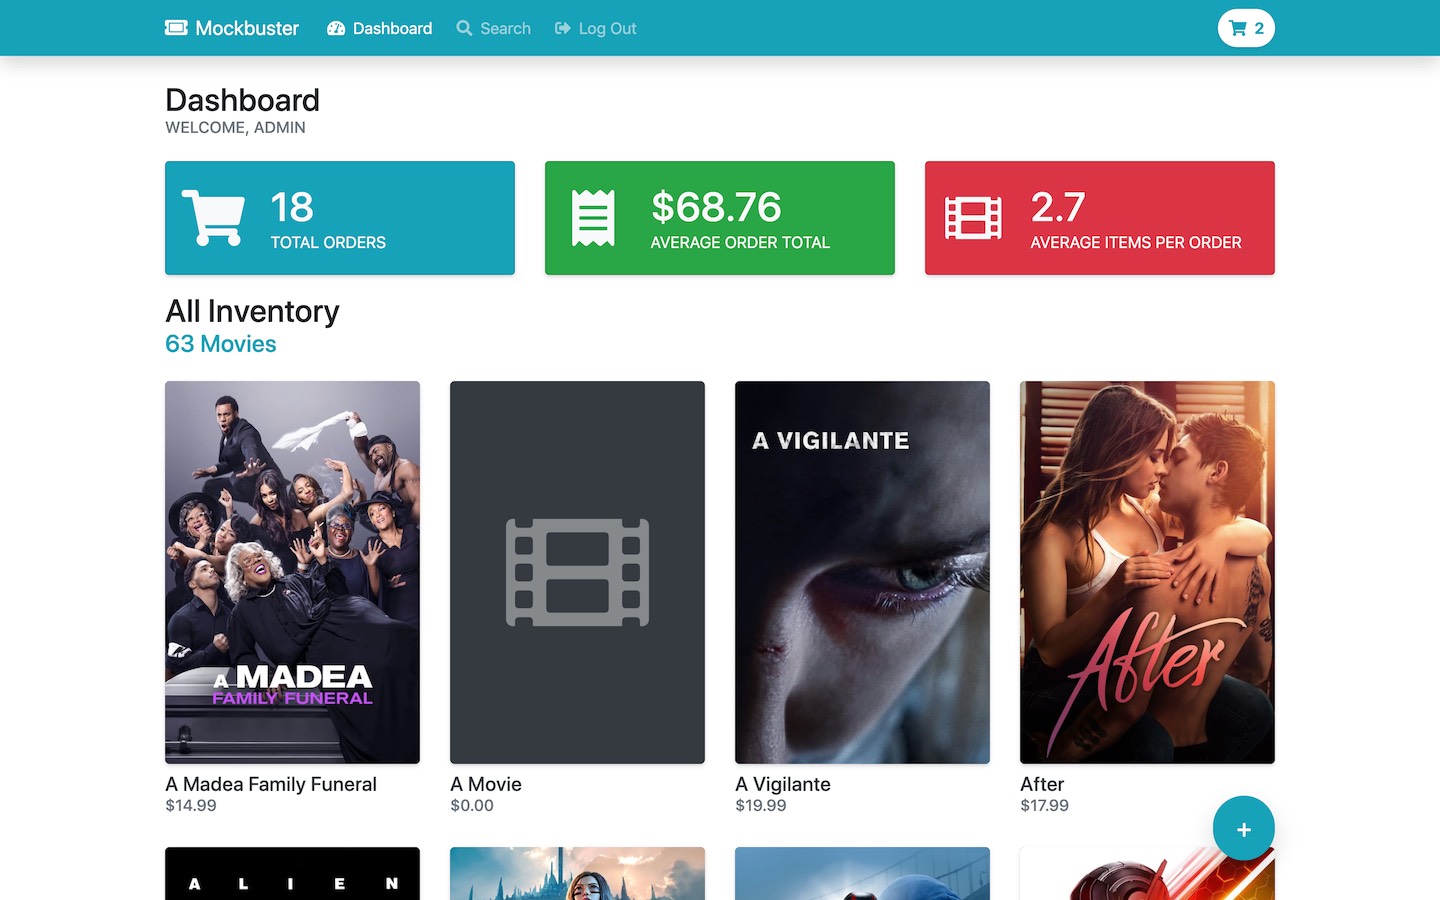 Mockbuster
Dashboard
Search
Log Out
2
Dashboard
WELCOME, ADMIN
18
TOTAL ORDERS
$68.76
AVERAGE ORDER TOTAL
2.7
AVERAGE ITEMS PER ORDER
All Inventory
63 Movies
A MADEA
FAMILY FUNERAL
A VIGILANTE
After
A Madea Family Funeral
$14.99
A Movie
$0.00
A Vigilante
$19.99
After
$17.99
+
ALIEN